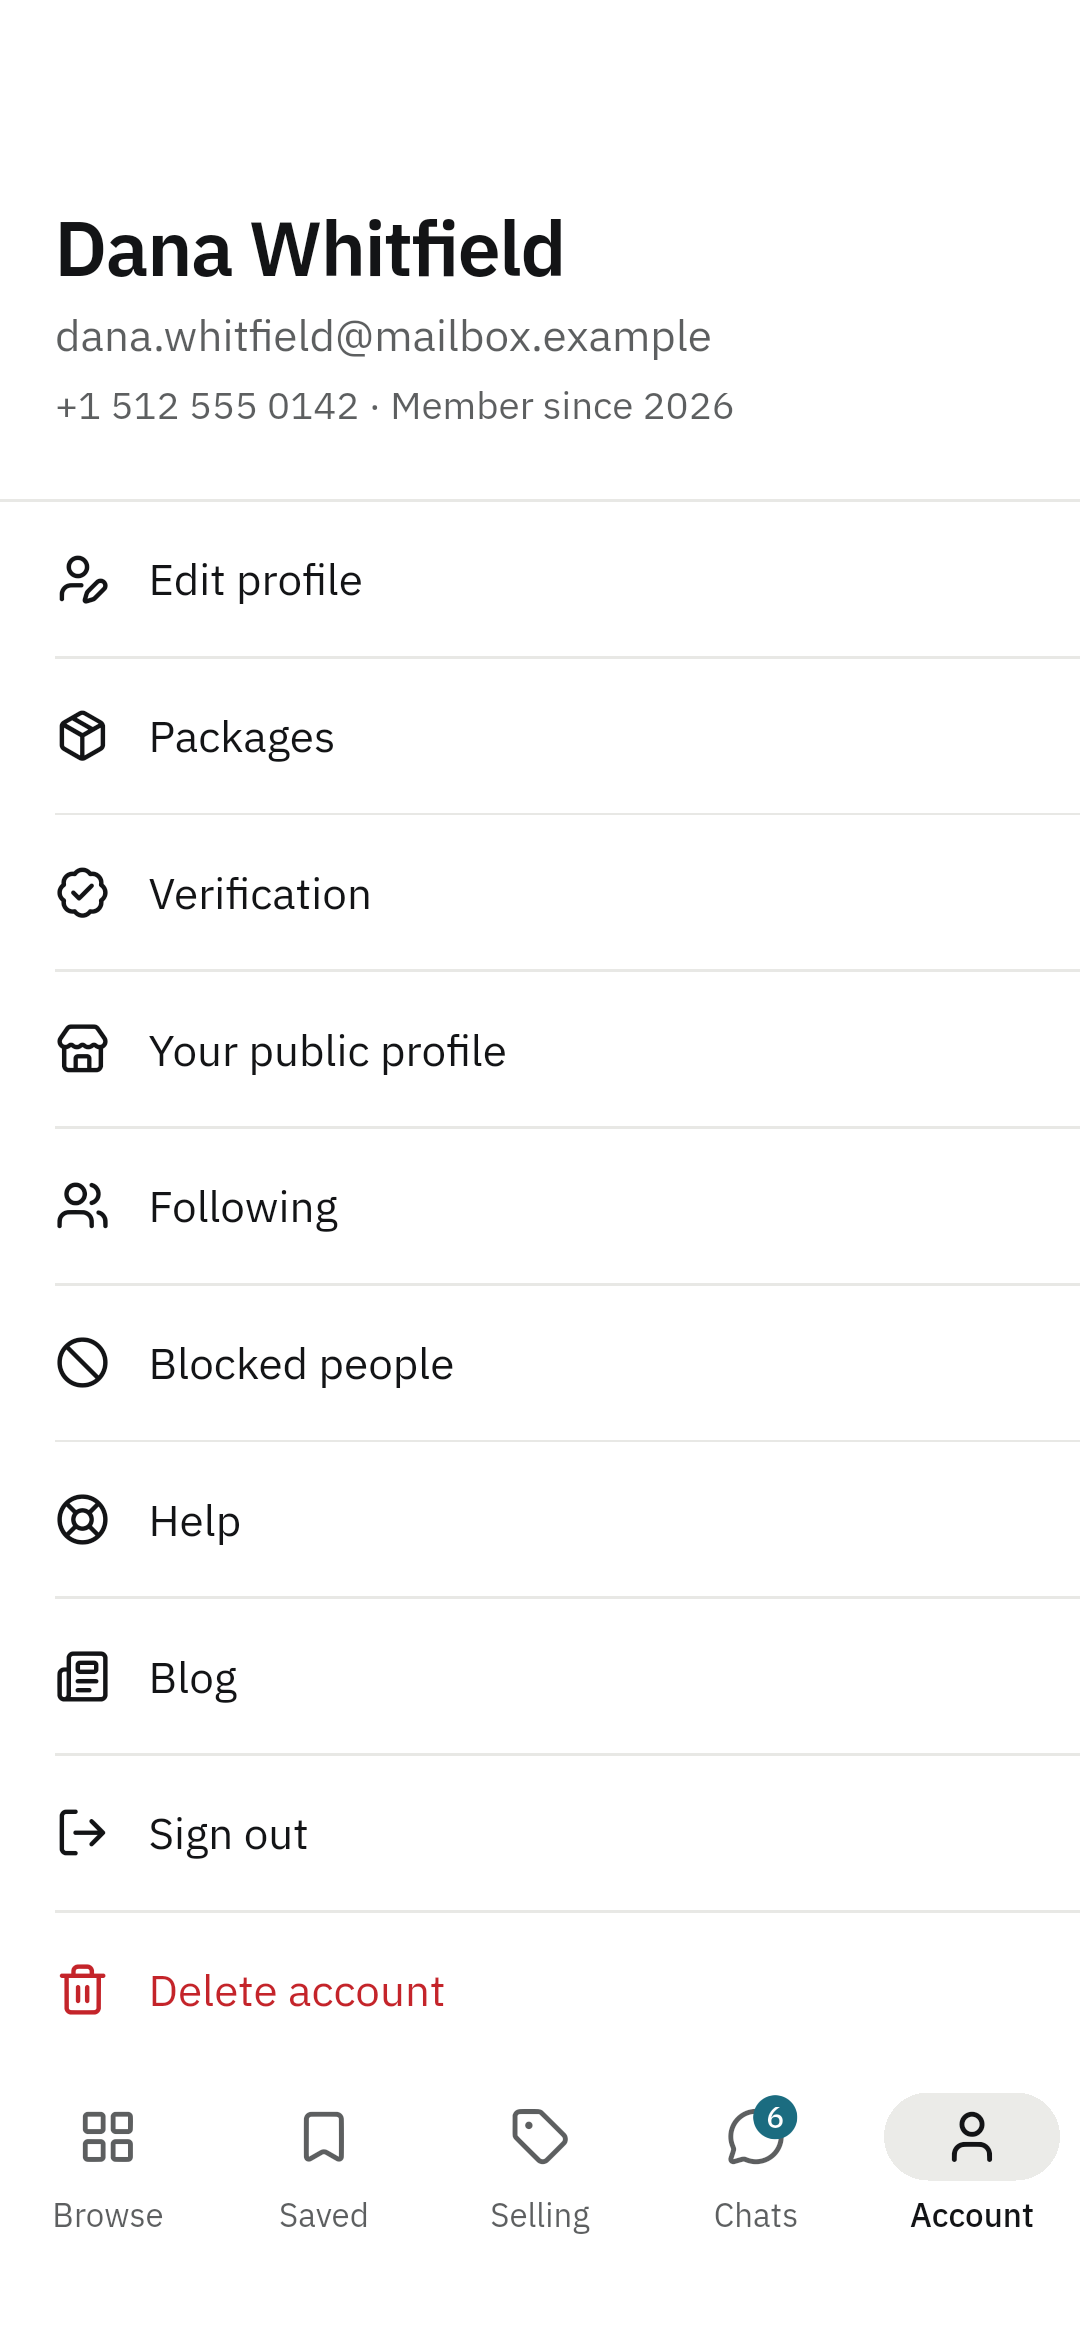 Dana Whitfield
dana.whitfield@mailbox.example
+1 512 555 0142 · Member since 2026
Edit profile
Packages
Verification
Your public profile
Following
Blocked people
Help
Blog
Sign out
Delete account
6
Browse Saved Selling Chats Account